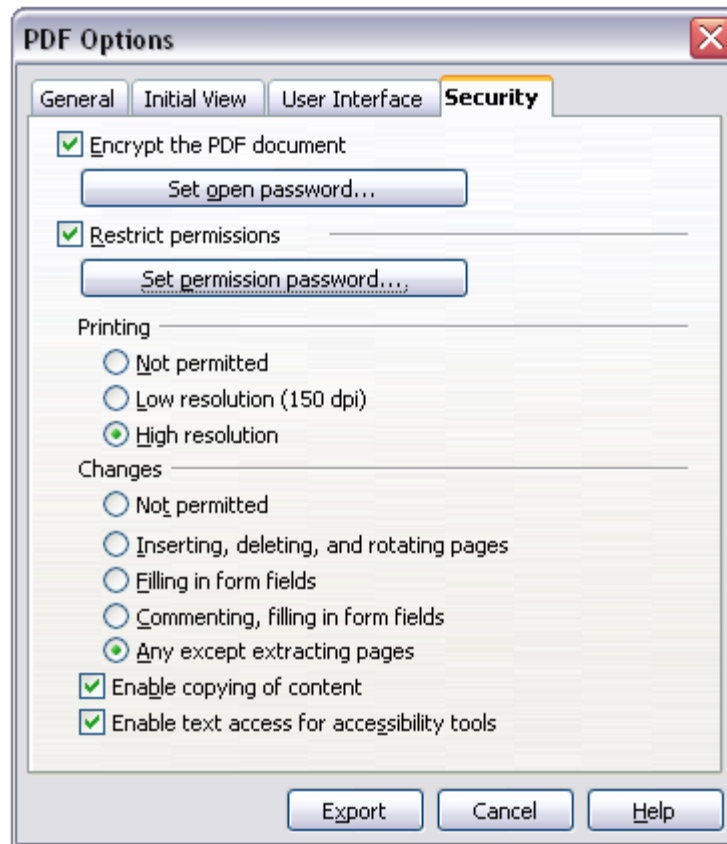 PDF Options
General Initial View User Interface Security
Encrypt the PDF document
Set open password...
Restrict permissions
Set permission password...
Printing
Not permitted
Low resolution (150 dpi)
High resolution
Changes
Not permitted
Inserting, deleting, and rotating pages
Filling in form fields
Commenting, filling in form fields
Any except extracting pages
Enable copying of content
Enable text access for accessibility tools
Export Cancel Help